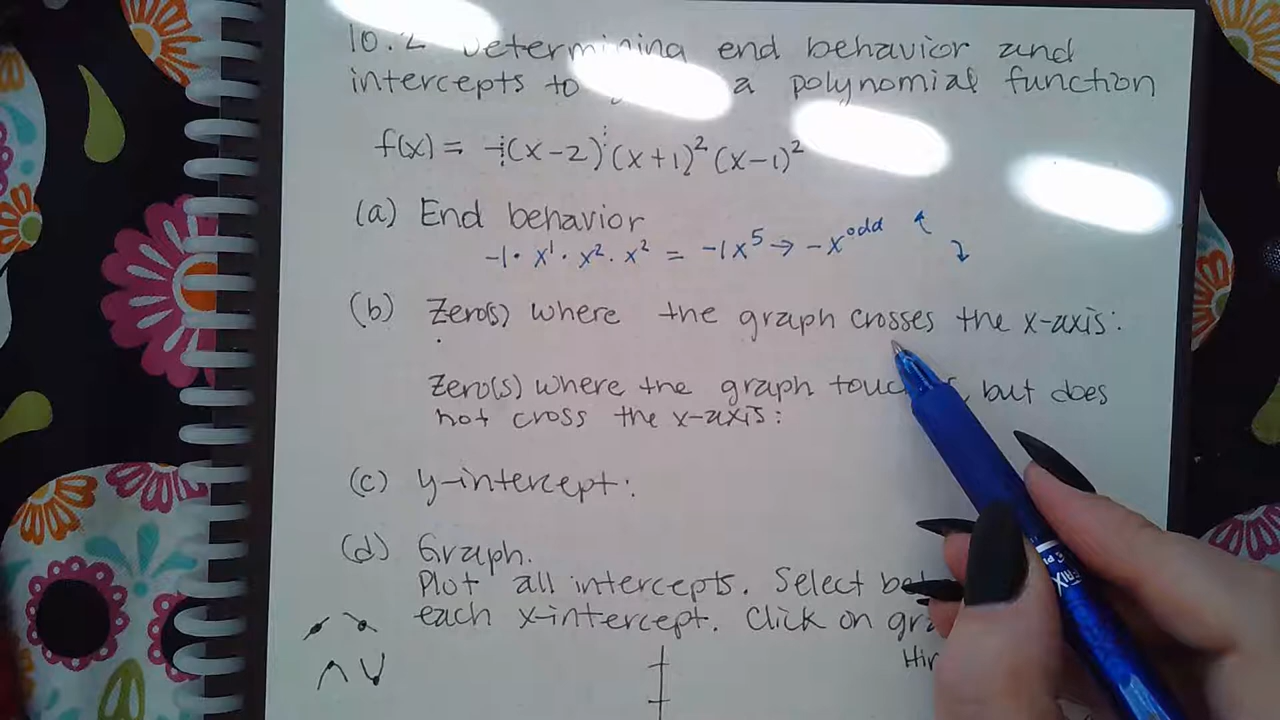 10.2 Determining end behavior and
intercepts to a polynomial function
f(x) = -1(x-2)¹(x+1)²(x-1)²
(a) End behavior
-1·x¹·x²·x² = -1x⁵ → -x^odd ↖ ↘
(b) Zero(s) where the graph crosses the x-axis:
Zero(s) where the graph but does
not cross the x-axis:
(c) y-intercept:
(d) Graph.
Plot all intercepts. Select
each x-intercept. Click on